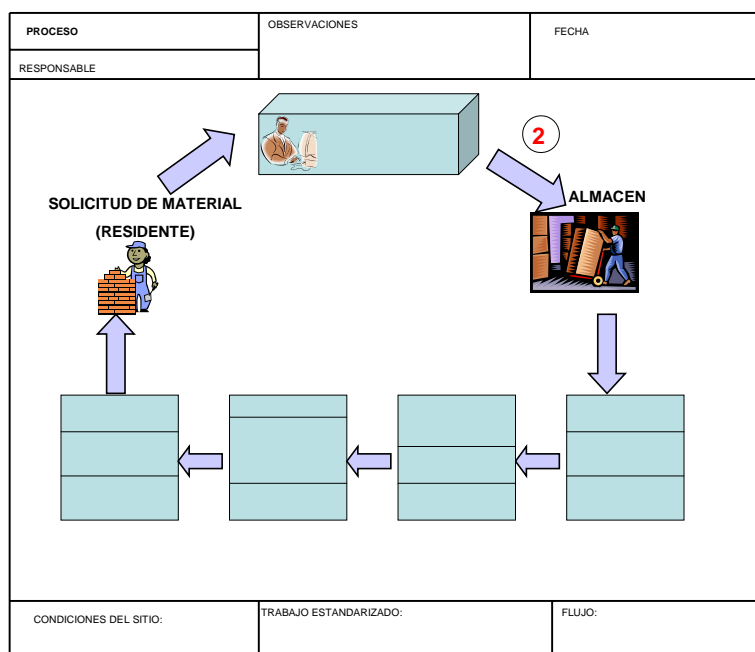 PROCESO
OBSERVACIONES
FECHA
RESPONSABLE
2
SOLICITUD DE MATERIAL
(RESIDENTE)
ALMACEN
CONDICIONES DEL SITIO:
TRABAJO ESTANDARIZADO:
FLUJO: